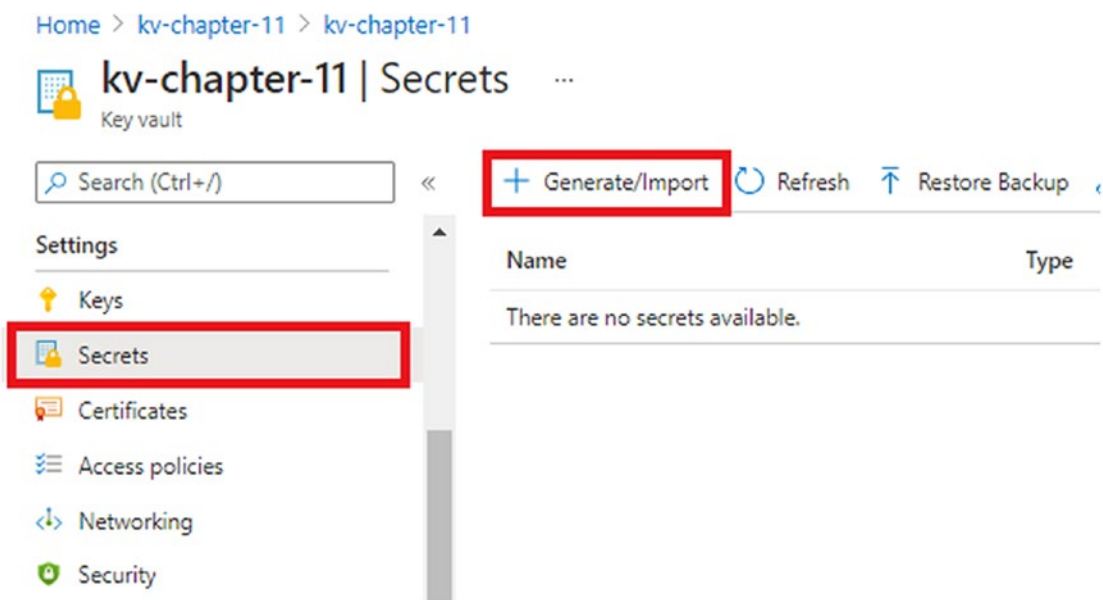 Home > kv-chapter-11 > kv-chapter-11
kv-chapter-11 | Secrets ...
Key vault
Search (Ctrl+/) «
+ Generate/Import Refresh Restore Backup
Settings
Name Type
Keys
There are no secrets available.
Secrets
Certificates
Access policies
Networking
Security